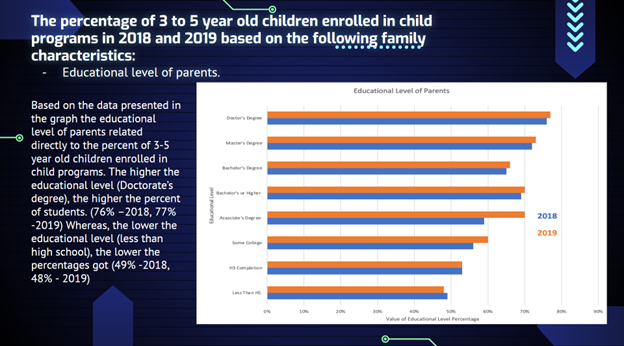 The percentage of 3 to 5 year old children enrolled in child
programs in 2018 and 2019 based on the following family
characteristics:
- Educational level of parents.
Based on the data presented in
the graph the educational
level of parents related
directly to the percent of 3-5
year old children enrolled in
child programs. The higher the
educational level (Doctorate's
degree), the higher the percent
of students. (76% –2018, 77%
-2019) Whereas, the lower the
educational level (less than
high school), the lower the
percentages got (49% -2018,
48% - 2019)
Educational Level of Parents
Educational Level
Doctor's Degree
Master's Degree
Bachelor's Degree
Bachelor's or Higher
Associate's Degree
Some College
HS Completion
Less Than HS
2018
2019
0% 10% 20% 30% 40% 50% 60% 70% 80% 90%
Value of Educational Level Percentage